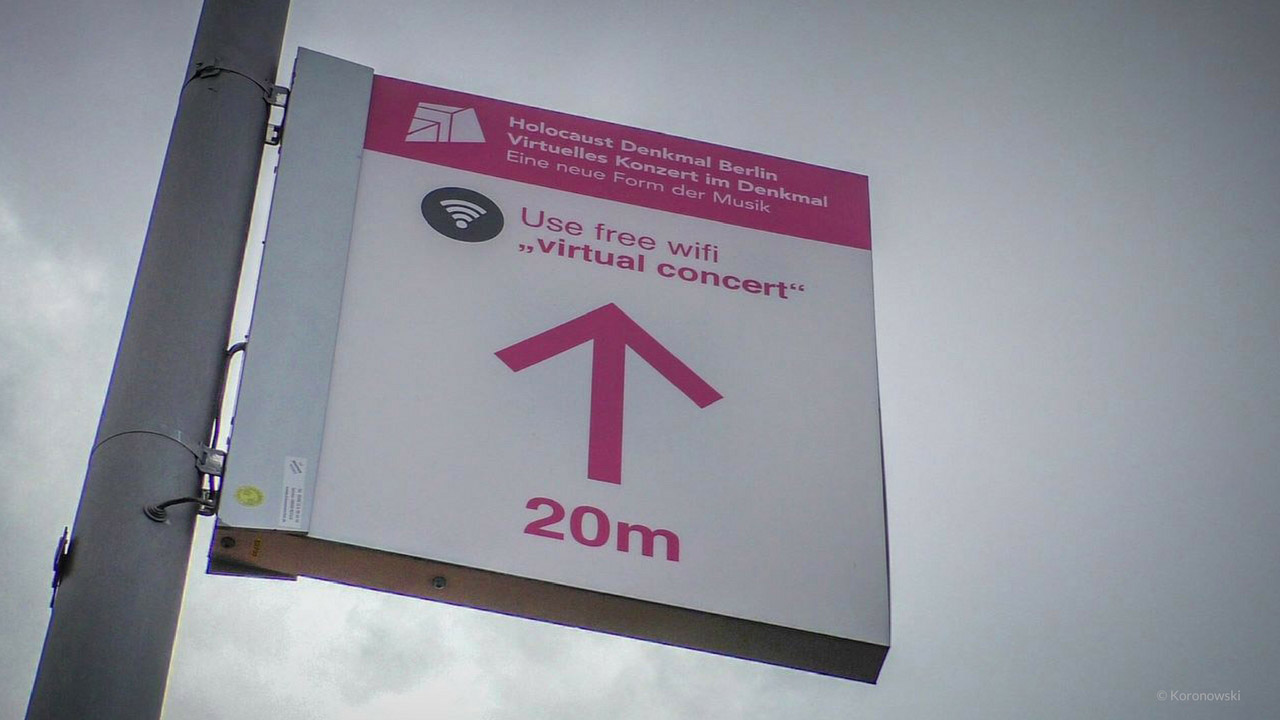 Holocaust Denkmal Berlin
Virtuelles Konzert im Denkmal
Eine neue Form der Musik
Use free wifi
„virtual concert“
20m
© Koronowski